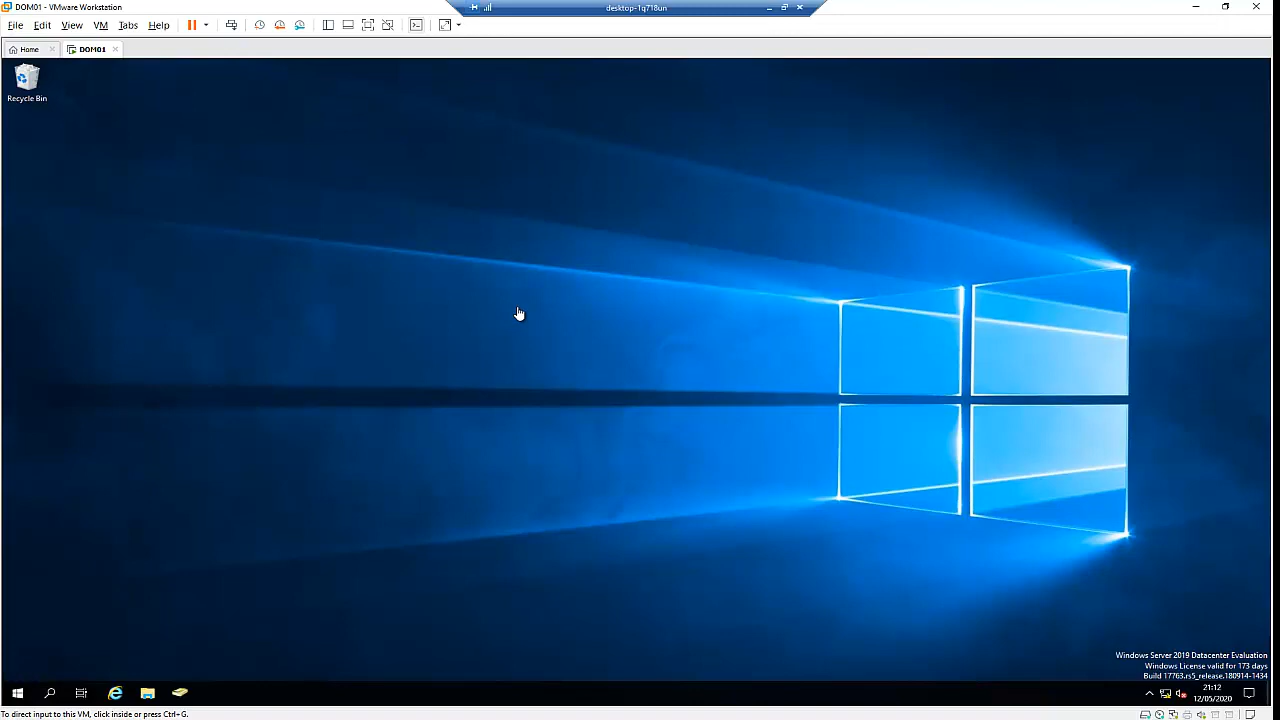 DOM01 - VMware Workstation
desktop-1q718un
File Edit View VM Tabs Help
Home
DOM01
Recycle Bin
Windows Server 2019 Datacenter Evaluation
Windows License valid for 173 days
Build 17763.rs5_release.180914-1434
21:12
12/05/2020
To direct input to this VM, click inside or press Ctrl+G.